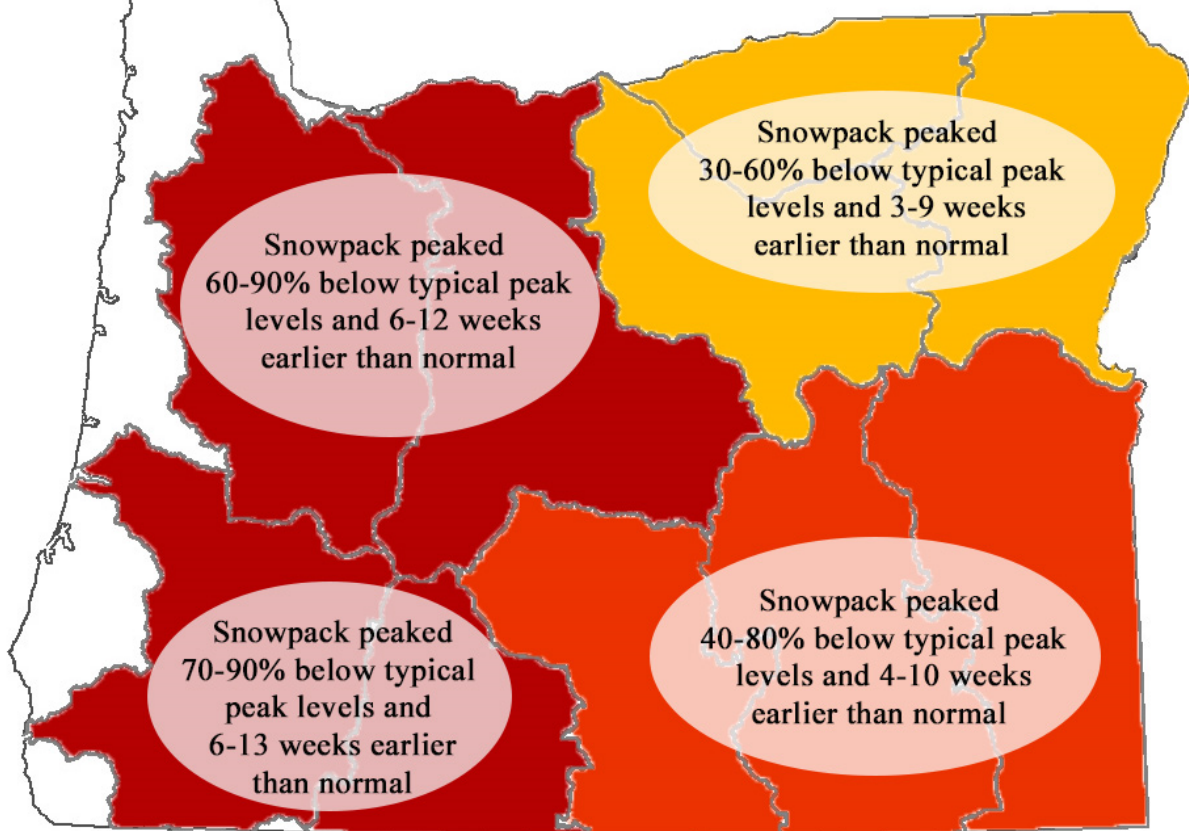 Snowpack peaked
30-60% below typical peak
levels and 3-9 weeks
earlier than normal
Snowpack peaked
60-90% below typical peak
levels and 6-12 weeks
earlier than normal
Snowpack peaked
40-80% below typical peak
levels and 4-10 weeks
earlier than normal
Snowpack peaked
70-90% below typical
peak levels and
6-13 weeks earlier
than normal